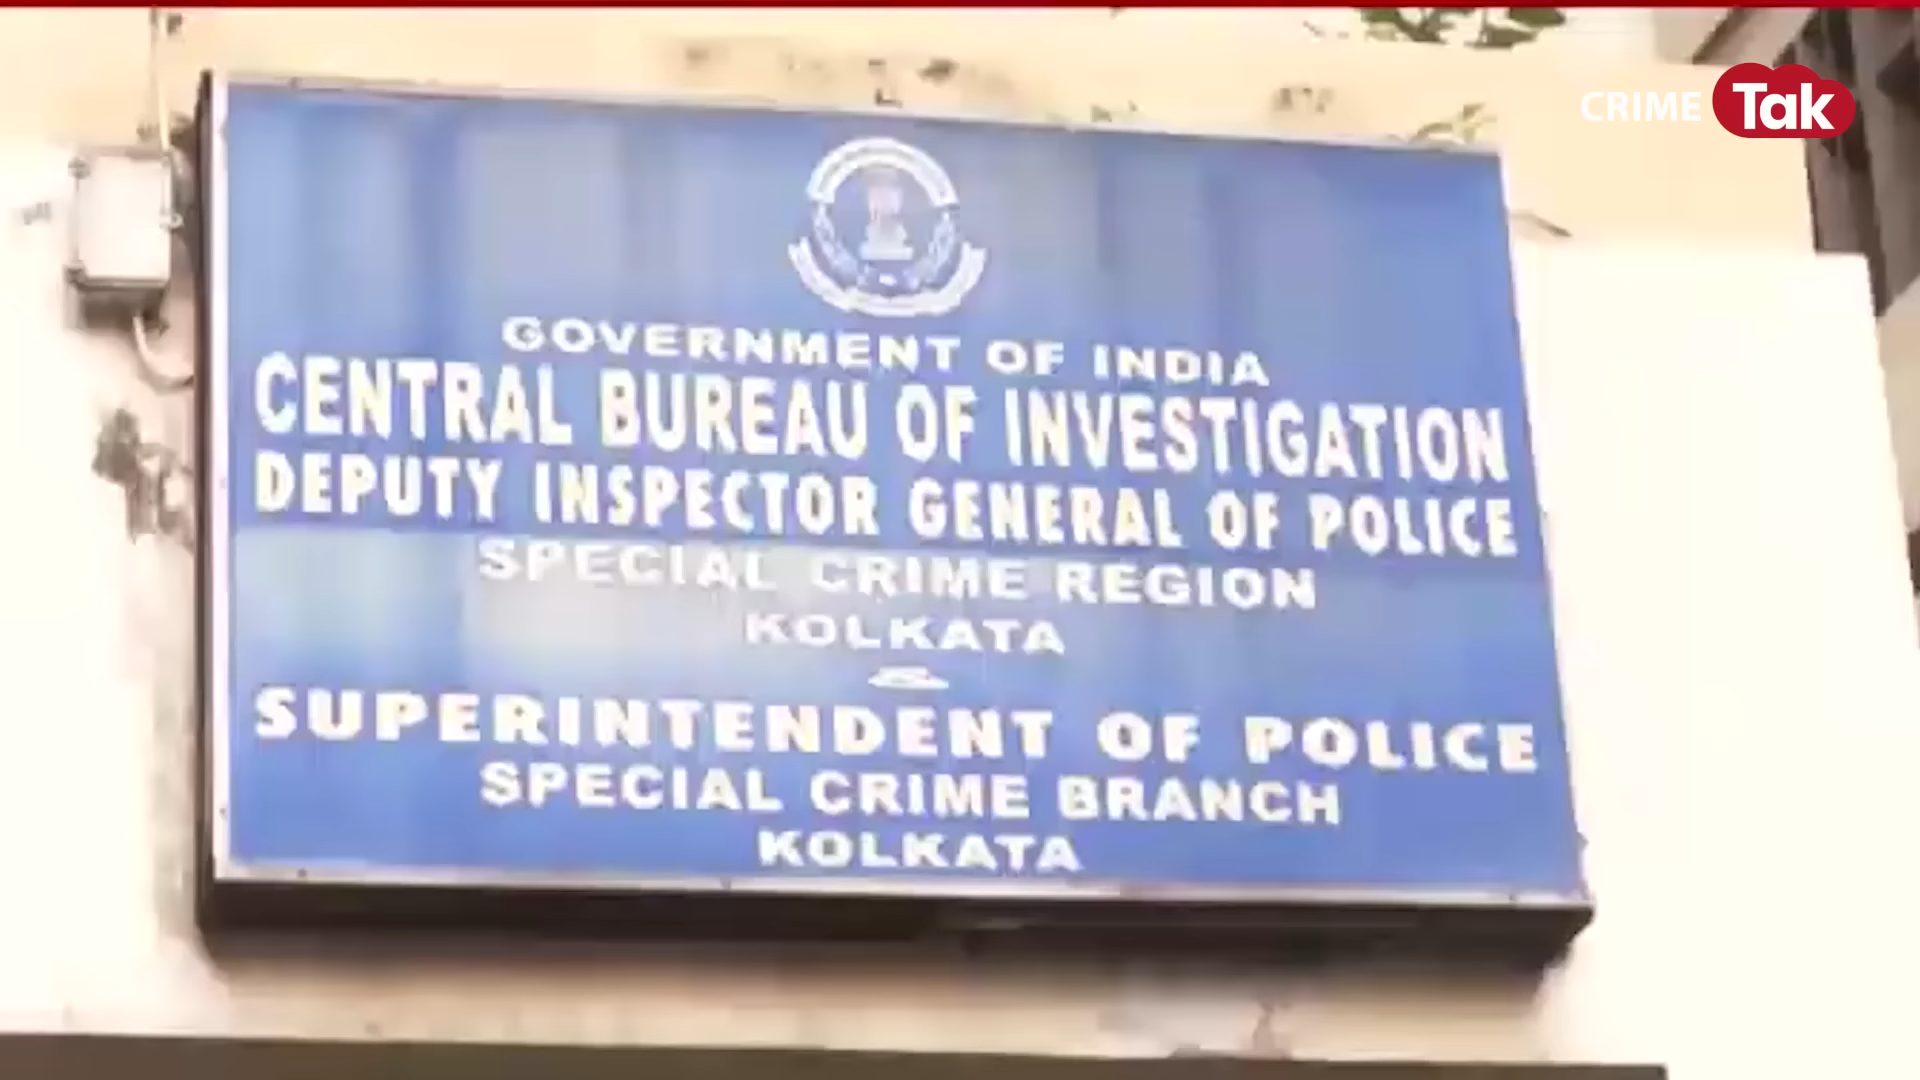 CRIME Tak
GOVERNMENT OF INDIA
CENTRAL BUREAU OF INVESTIGATION
DEPUTY INSPECTOR GENERAL OF POLICE
SPECIAL CRIME REGION
KOLKATA
SUPERINTENDENT OF POLICE
SPECIAL CRIME BRANCH
KOLKATA